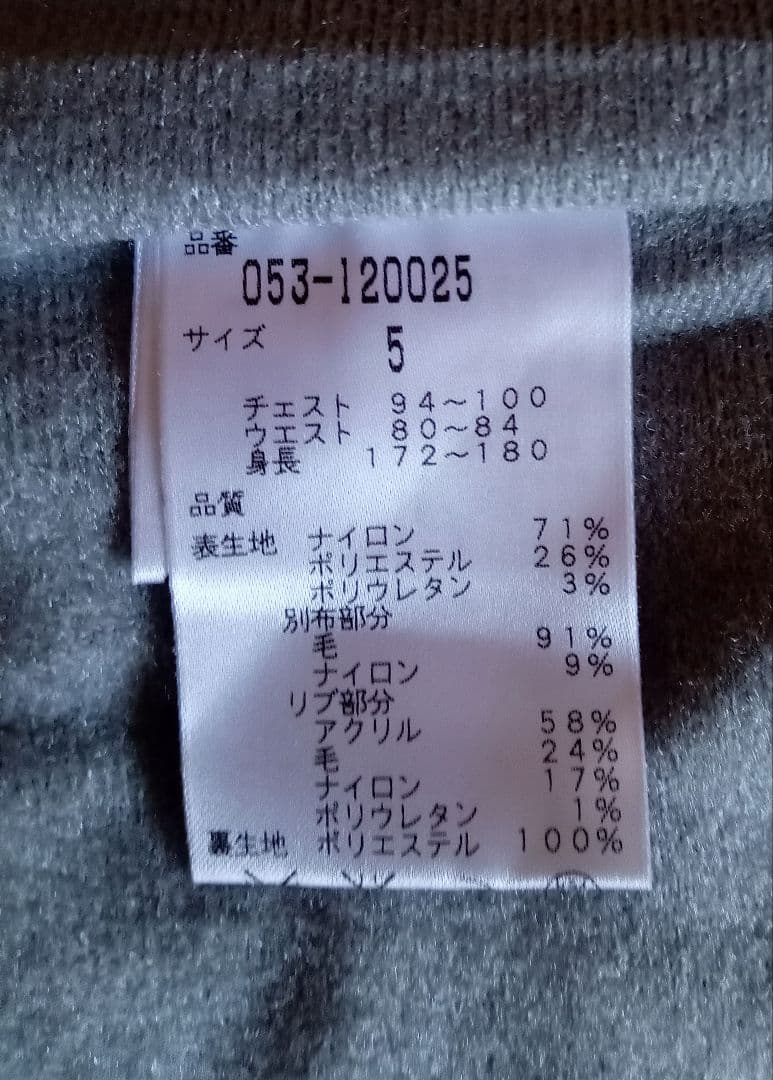 品番
053-120025
サイズ 5
チェスト 94～100
ウエスト 80～84
身長 172～180
品質
表生地 ナイロン 71%
ポリエステル 26%
ポリウレタン 3%
別布部分
毛 91%
ナイロン 9%
リブ部分
アクリル 58%
毛 24%
ナイロン 17%
ポリウレタン 1%
裏生地 ポリエステル 100%